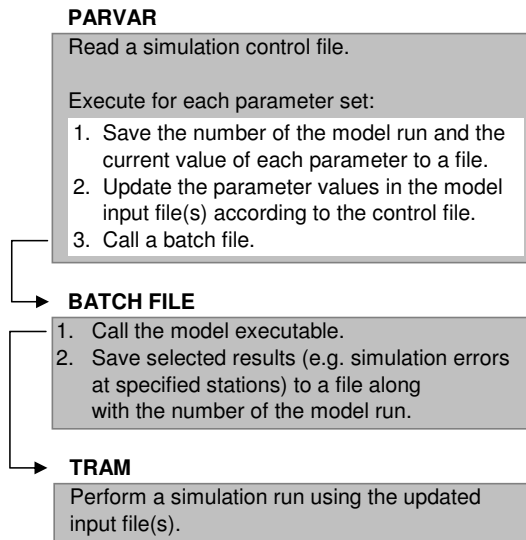 PARVAR
Read a simulation control file.
Execute for each parameter set:
1. Save the number of the model run and the
current value of each parameter to a file.
2. Update the parameter values in the model
input file(s) according to the control file.
3. Call a batch file.
BATCH FILE
1. Call the model executable.
2. Save selected results (e.g. simulation errors
at specified stations) to a file along
with the number of the model run.
TRAM
Perform a simulation run using the updated
input file(s).